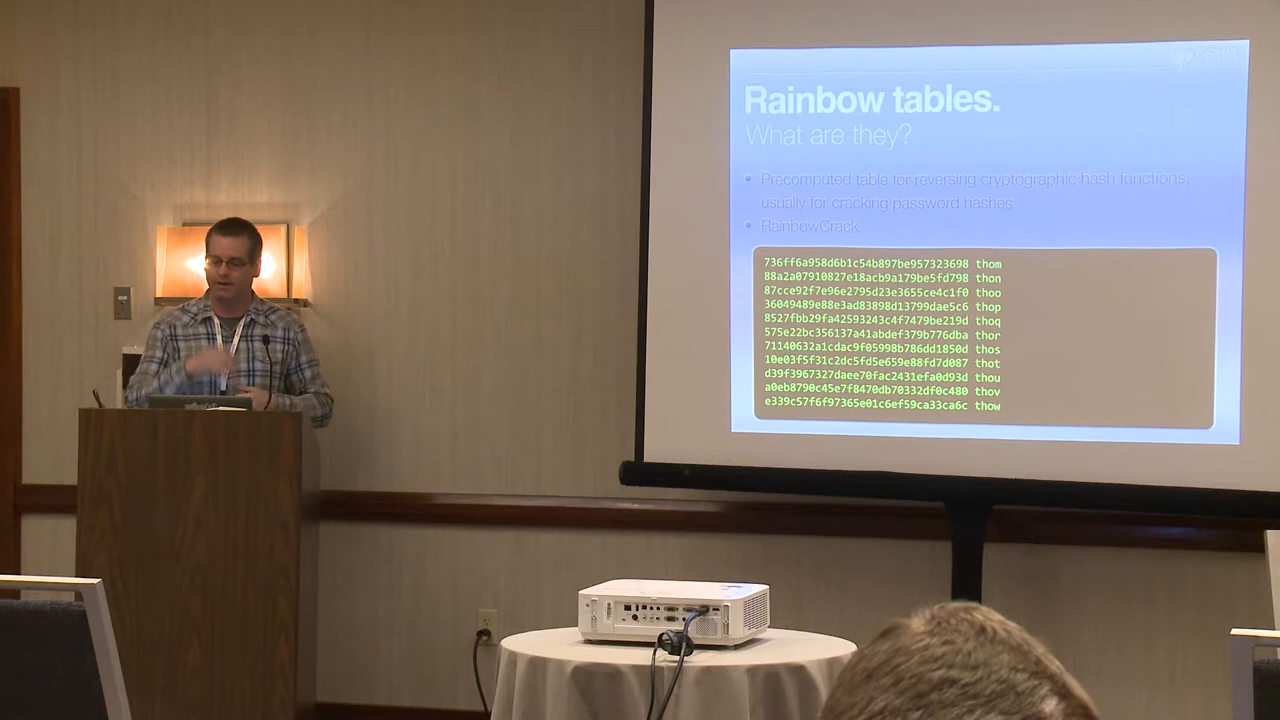 Rainbow tables.
What are they?
• Precomputed table for reversing cryptographic hash functions,
usually for cracking password hashes
• RainbowCrack
736ff6a958d6b1c54b897be957323698 thom
88a2a07910827e18acb9a179be5fd798 thon
87cce92f7e96e2795d23e3655ce4c1f0 thoo
36049489e88e3ad83898d13799dae5c6 thop
8527fbb29fa42593243c4f7479be219d thoq
575e22bc356137a41abdef379b776dba thor
71140632a1cdac9f05998b786dd1850d thos
10e03f5f31c2dc5fd5e659e88fd7d087 thot
d39f3967327daee70fac2431efa0d93d thou
a0eb8790c45e7f8470db70332df0c480 thov
e339c57f6f97365e01c6ef59ca33ca6c thow